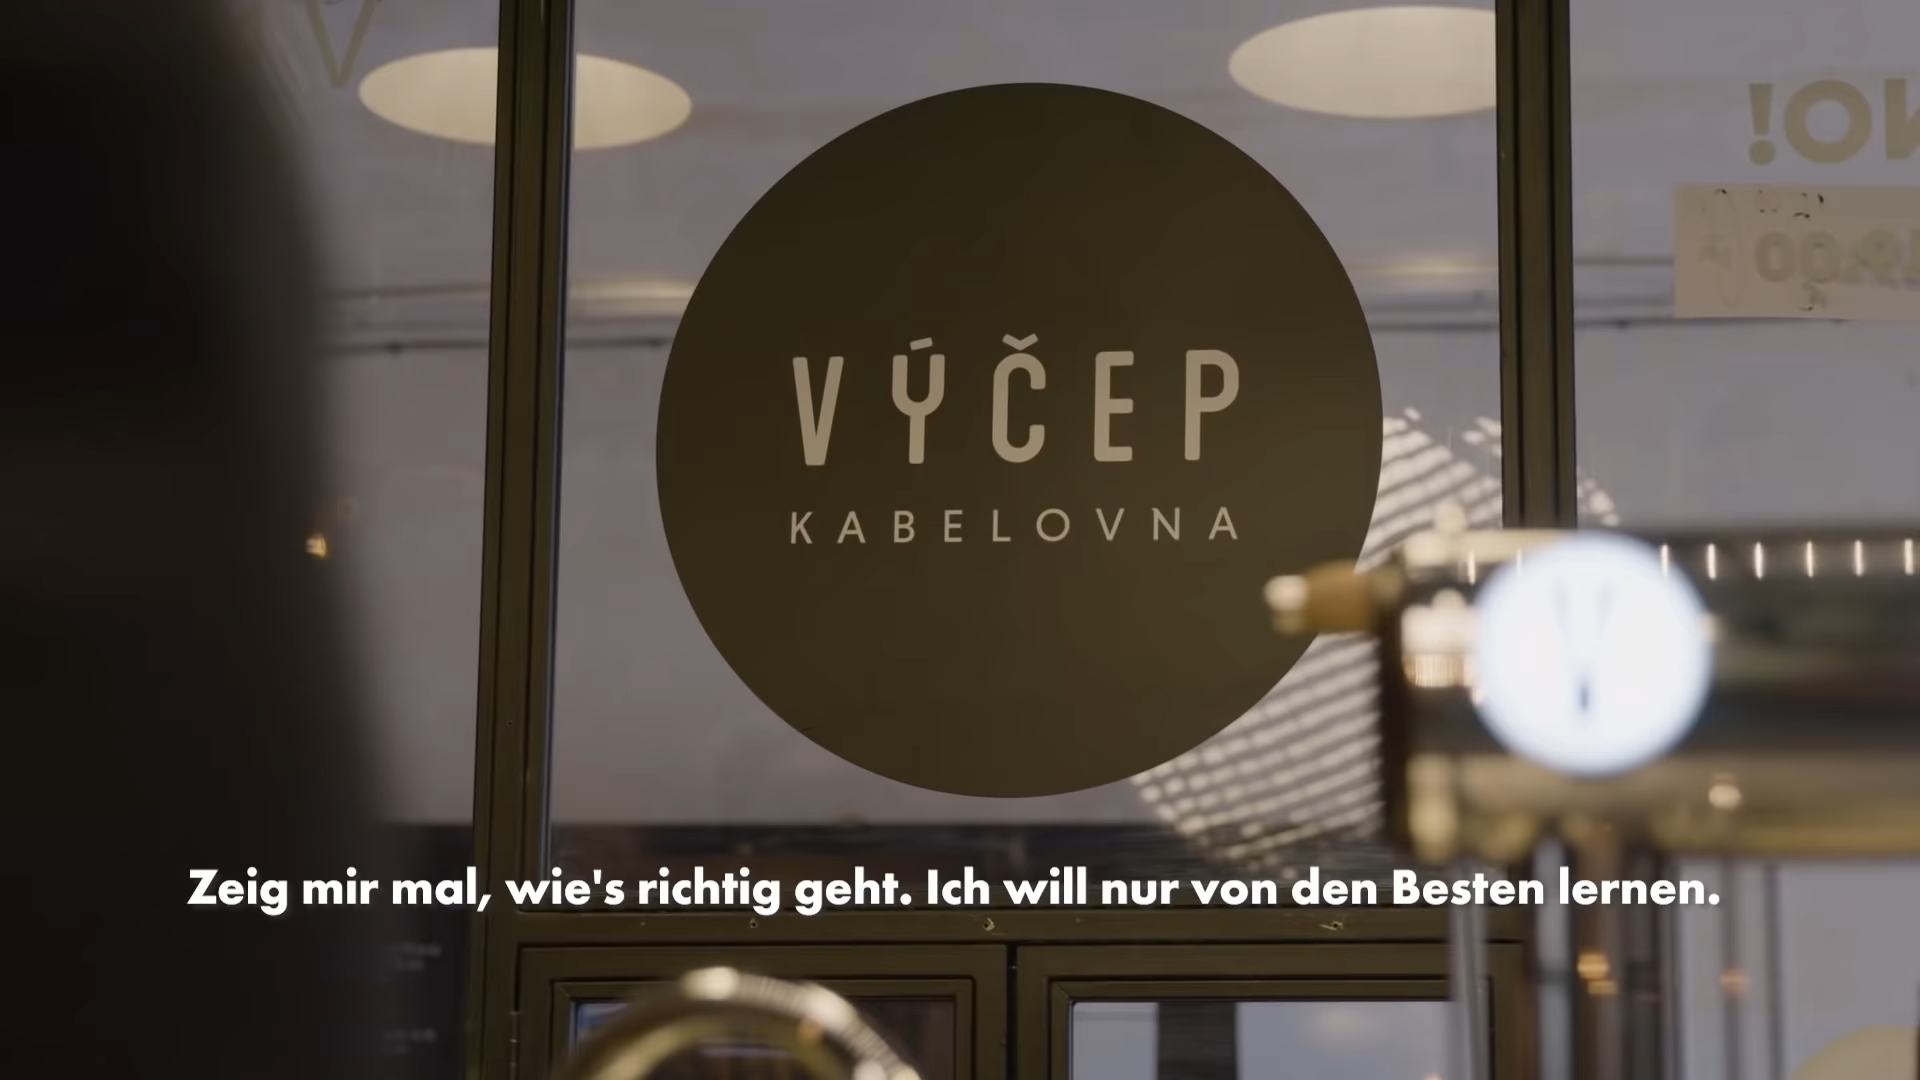 VÝČEP
KABELOVNA
Zeig mir mal, wie's richtig geht. Ich will nur von den Besten lernen.